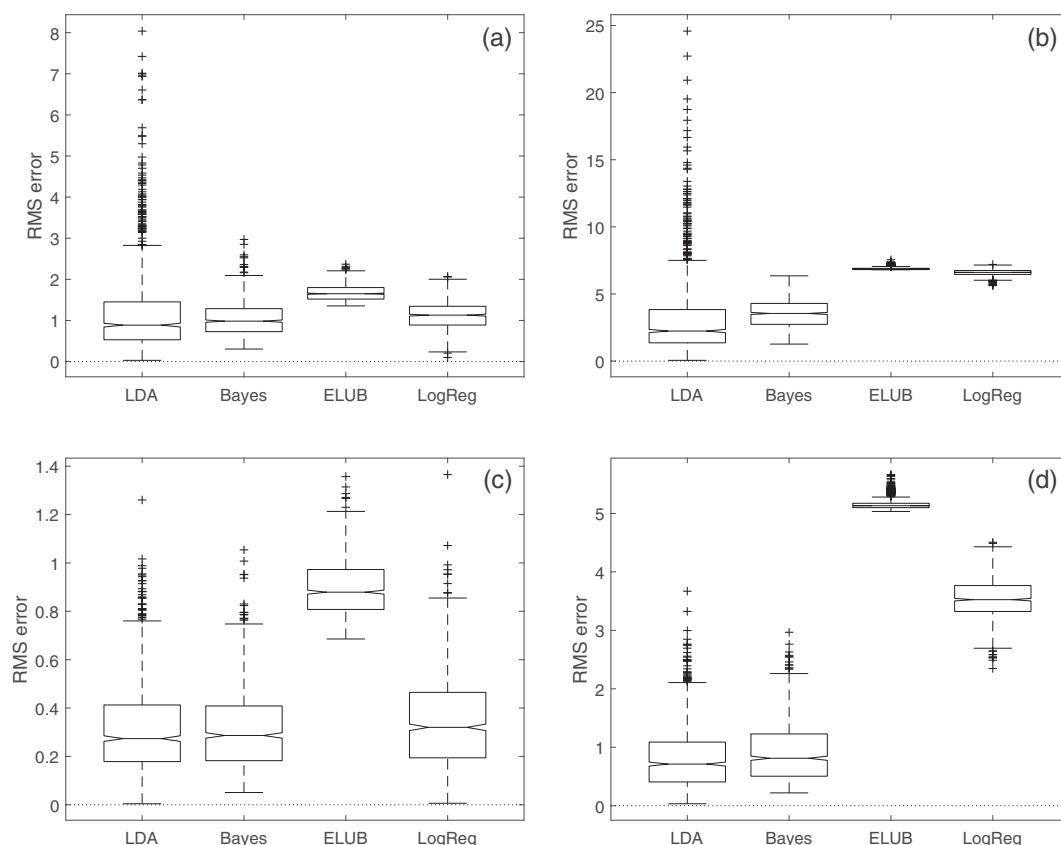 (a)
8
7
6
5
4
3
2
1
0
RMS error
LDA Bayes ELUB LogReg
(b)
25
20
15
10
5
0
RMS error
LDA Bayes ELUB LogReg
(c)
1.4
1.2
1
0.8
0.6
0.4
0.2
0
RMS error
LDA Bayes ELUB LogReg
(d)
5
4
3
2
1
0
RMS error
LDA Bayes ELUB LogReg